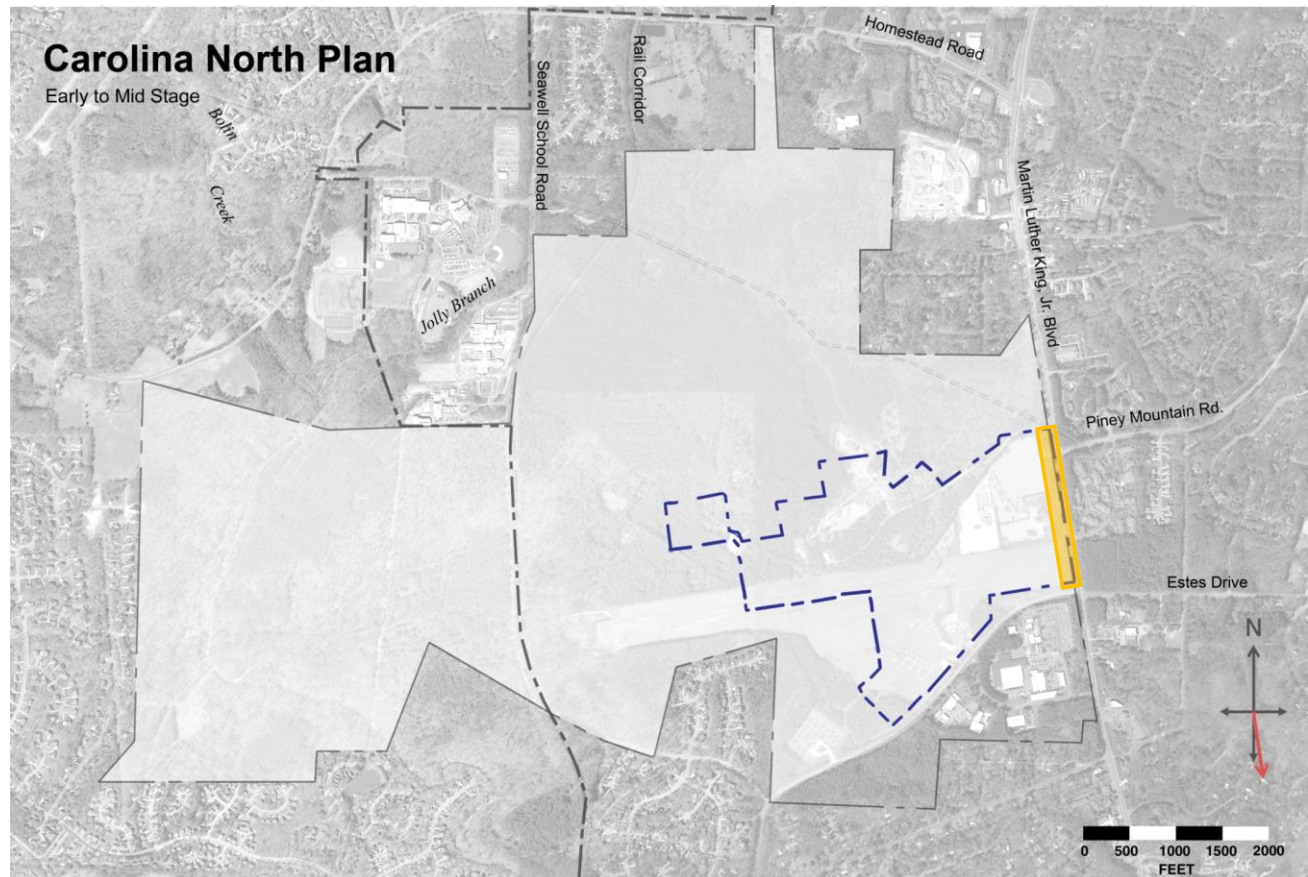 Carolina North Plan
Early to Mid Stage
Homestead Road
Rail Corridor
Seawell School Road
Bolin
Creek
Martin Luther King, Jr. Blvd
Jolly Branch
Piney Mountain Rd.
Estes Drive
N
0 500 1000 1500 2000
FEET